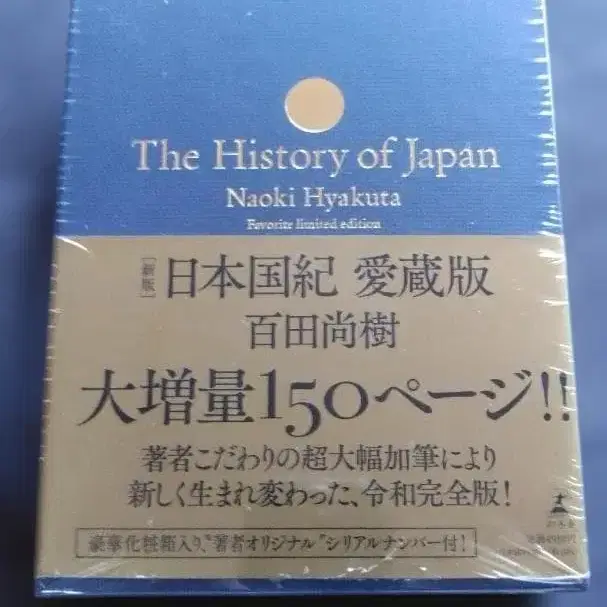 The History of Japan
Naoki Hyakuta
Favorite limited edition
[新版] 日本国紀 愛蔵版
百田尚樹
大増量150ページ!!
著者こだわりの超大幅加筆により
新しく生まれ変わった、令和完全版!
豪華化粧箱入り、"著者オリジナル"シリアルナンバー付!
幻冬舎